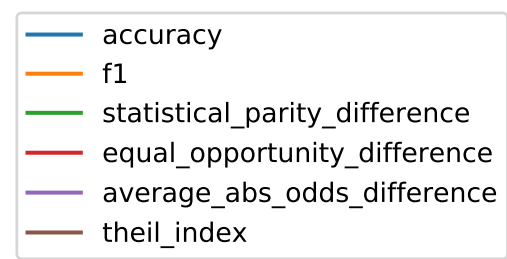 accuracy
f1
statistical_parity_difference
equal_opportunity_difference
average_abs_odds_difference
theil_index